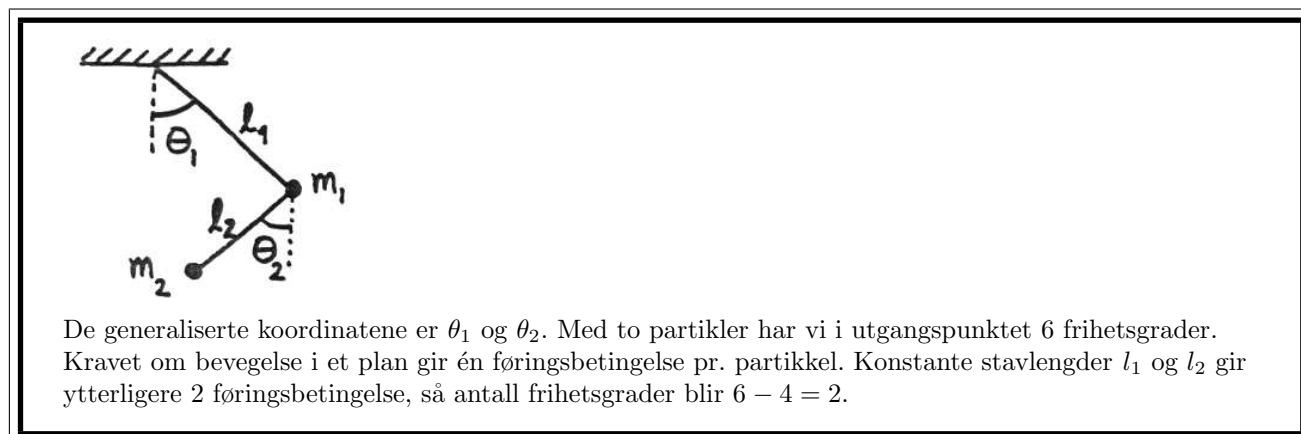 θ₁
l₁
m₁
l₂
θ₂
m₂
De generaliserte koordinatene er θ₁ og θ₂. Med to partikler har vi i utgangspunktet 6 frihetsgrader.
Kravet om bevegelse i et plan gir én føringsbetingelse pr. partikkel. Konstante stavlengder l₁ og l₂ gir
ytterligere 2 føringsbetingelse, så antall frihetsgrader blir 6 − 4 = 2.